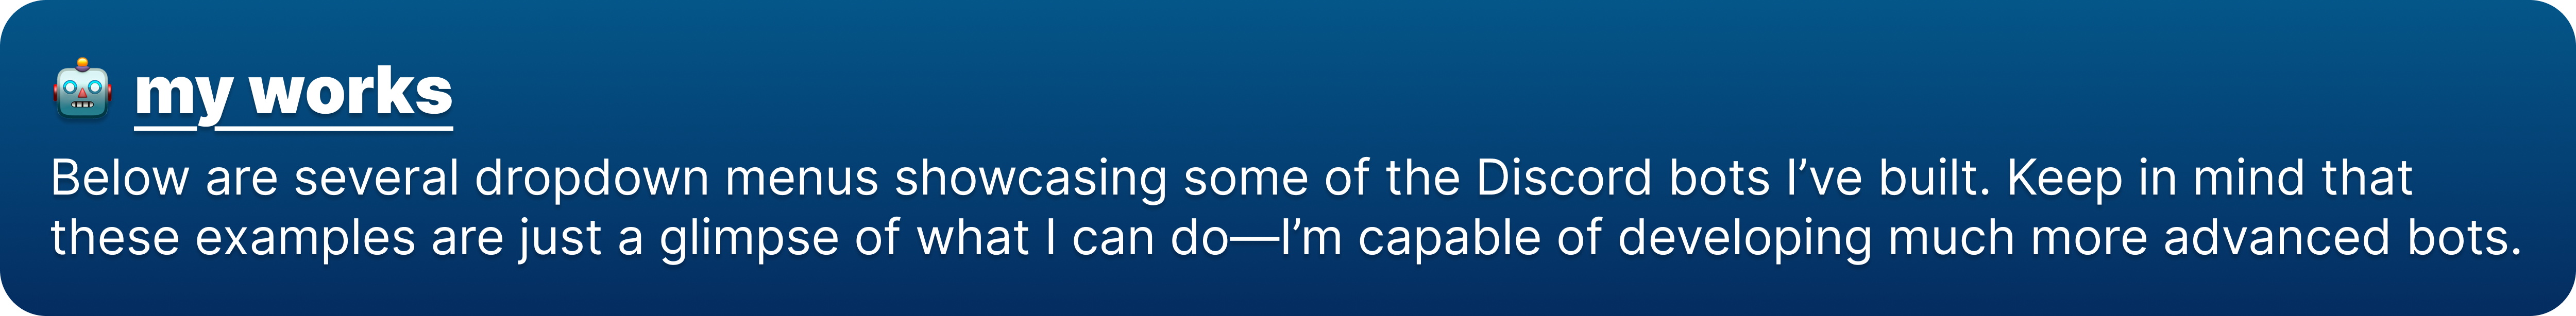 my works
Below are several dropdown menus showcasing some of the Discord bots I’ve built. Keep in mind that
these examples are just a glimpse of what I can do—I’m capable of developing much more advanced bots.